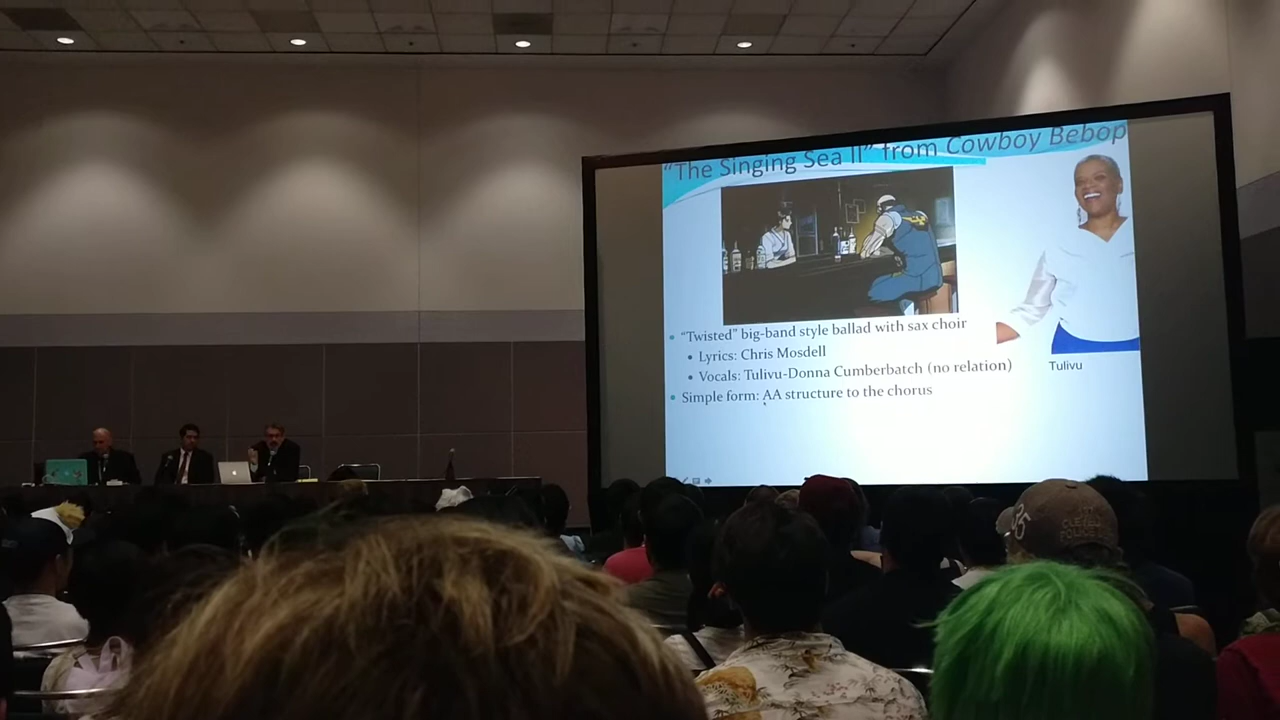 "The Singing Sea II" from Cowboy Bebop
• "Twisted" big-band style ballad with sax choir
• Lyrics: Chris Mosdell
• Vocals: Tulivu-Donna Cumberbatch (no relation)
Tulivu
• Simple form: AA structure to the chorus